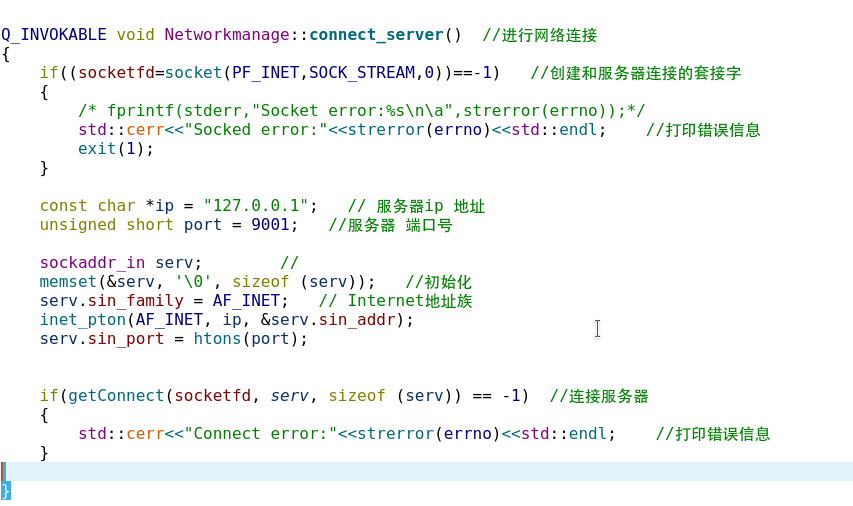 Q_INVOKABLE void Networkmanage::connect_server()  //进行网络连接
{
    if((socketfd=socket(PF_INET,SOCK_STREAM,0))==-1)   //创建和服务器连接的套接字
    {
        /* fprintf(stderr,"Socket error:%s\n\a",strerror(errno));*/
        std::cerr<<"Socked error:"<<strerror(errno)<<std::endl;    //打印错误信息
        exit(1);
    }
    const char *ip = "127.0.0.1";   // 服务器ip 地址
    unsigned short port = 9001;   //服务器 端口号
    sockaddr_in serv;        //
    memset(&serv, '\0', sizeof (serv));   //初始化
    serv.sin_family = AF_INET;   // Internet地址族
    inet_pton(AF_INET, ip, &serv.sin_addr);
    serv.sin_port = htons(port);
    if(getConnect(socketfd, serv, sizeof (serv)) == -1)  //连接服务器
    {
        std::cerr<<"Connect error:"<<strerror(errno)<<std::endl;    //打印错误信息
    }
}